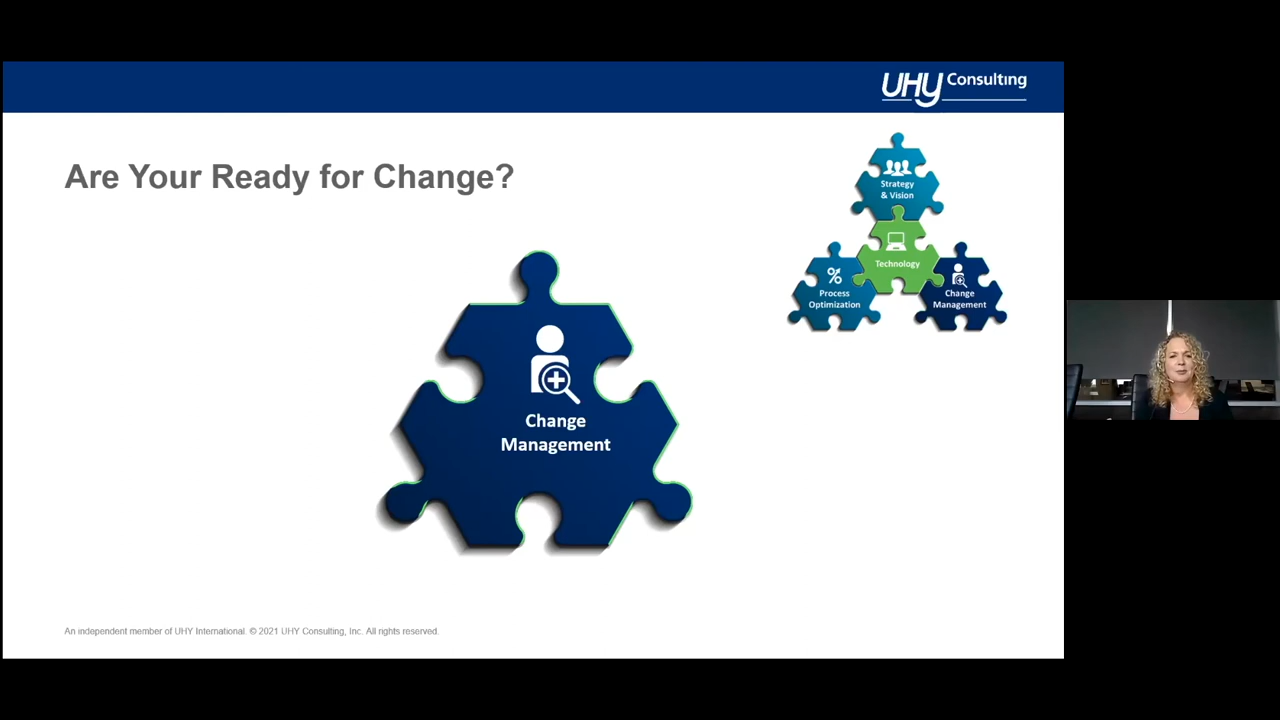 UHY Consulting
Are Your Ready for Change?
Strategy
& Vision
Technology
Process
Optimization
Change
Management
Change
Management
An independent member of UHY International. © 2021 UHY Consulting, Inc. All rights reserved.